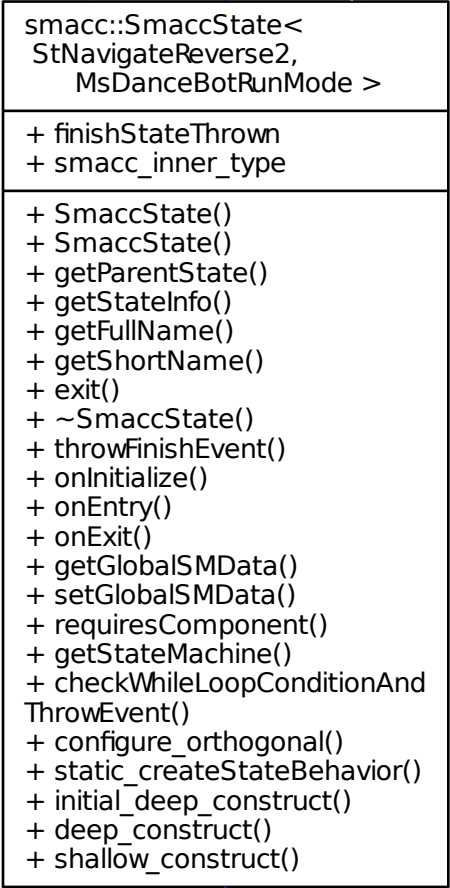 smacc::SmaccState<
StNavigateReverse2,
MsDanceBotRunMode >
+ finishStateThrown
+ smacc_inner_type
+ SmaccState()
+ SmaccState()
+ getParentState()
+ getStateInfo()
+ getFullName()
+ getShortName()
+ exit()
+ ~SmaccState()
+ throwFinishEvent()
+ onInitialize()
+ onEntry()
+ onExit()
+ getGlobalSMData()
+ setGlobalSMData()
+ requiresComponent()
+ getStateMachine()
+ checkWhileLoopConditionAnd
ThrowEvent()
+ configure_orthogonal()
+ static_createStateBehavior()
+ initial_deep_construct()
+ deep_construct()
+ shallow_construct()